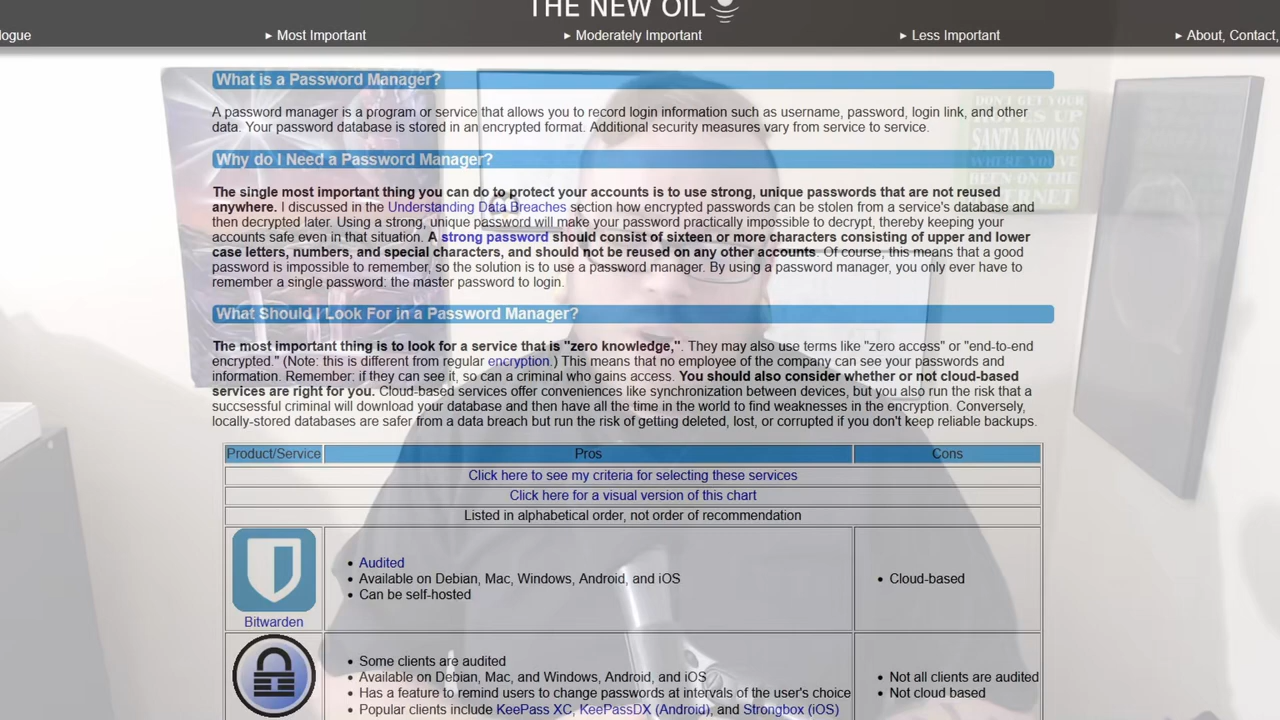 THE NEW OIL
logue
▸ Most Important
▸ Moderately Important
▸ Less Important
▸ About, Contact,
What is a Password Manager?
A password manager is a program or service that allows you to record login information such as username, password, login link, and other
data. Your password database is stored in an encrypted format. Additional security measures vary from service to service.
Why do I Need a Password Manager?
The single most important thing you can do to protect your accounts is to use strong, unique passwords that are not reused
anywhere. I discussed in the Understanding Data Breaches section how encrypted passwords can be stolen from a service's database and
then decrypted later. Using a strong, unique password will make your password practically impossible to decrypt, thereby keeping your
accounts safe even in that situation. A strong password should consist of sixteen or more characters consisting of upper and lower
case letters, numbers, and special characters, and should not be reused on any other accounts. Of course, this means that a good
password is impossible to remember, so the solution is to use a password manager. By using a password manager, you only ever have to
remember a single password: the master password to login.
What Should I Look For in a Password Manager?
The most important thing is to look for a service that is "zero knowledge,". They may also use terms like "zero access" or "end-to-end
encrypted." (Note: this is different from regular encryption.) This means that no employee of the company can see your passwords and
information. Remember: if they can see it, so can a criminal who gains access. You should also consider whether or not cloud-based
services are right for you. Cloud-based services offer conveniences like synchronization between devices, but you also run the risk that a
succsessful criminal will download your database and then have all the time in the world to find weaknesses in the encryption. Conversely,
locally-stored databases are safer from a data breach but run the risk of getting deleted, lost, or corrupted if you don't keep reliable backups.
Product/Service Pros Cons
Click here to see my criteria for selecting these services
Click here for a visual version of this chart
Listed in alphabetical order, not order of recommendation
• Audited
• Available on Debian, Mac, Windows, Android, and iOS
• Can be self-hosted
• Cloud-based
Bitwarden
• Some clients are audited
• Available on Debian, Mac, and Windows, Android, and iOS
• Has a feature to remind users to change passwords at intervals of the user's choice
• Popular clients include KeePass XC, KeePassDX (Android), and Strongbox (iOS)
• Not all clients are audited
• Not cloud based
DON'T GET YOUR
SANTA KNOWS
WHERE YOU'VE
BEEN ON THE
INTERNET